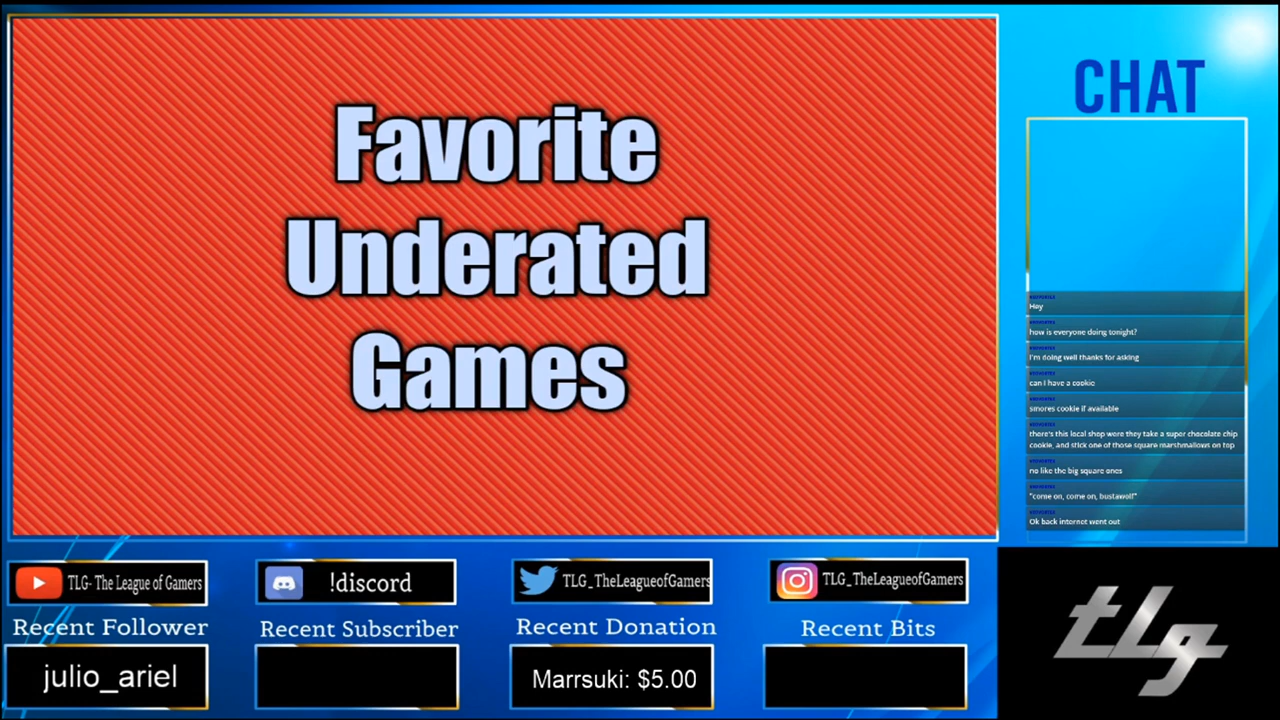 Favorite
Underated
Games
CHAT
Hey
how is everyone doing tonight?
I'm doing well thanks for asking
can I have a cookie
smores cookie if available
there's this local shop were they take a super chocolate chip
cookie, and stick one of those square marshmallows on top
no like the big square ones
"come on, come on, bustawolf"
Ok back internet went out
TLG- The League of Gamers
!discord
TLG_TheLeagueofGamers
TLG_TheLeagueofGamers
Recent Follower
Recent Subscriber
Recent Donation
Recent Bits
julio_ariel
Marrsuki: $5.00
tlg